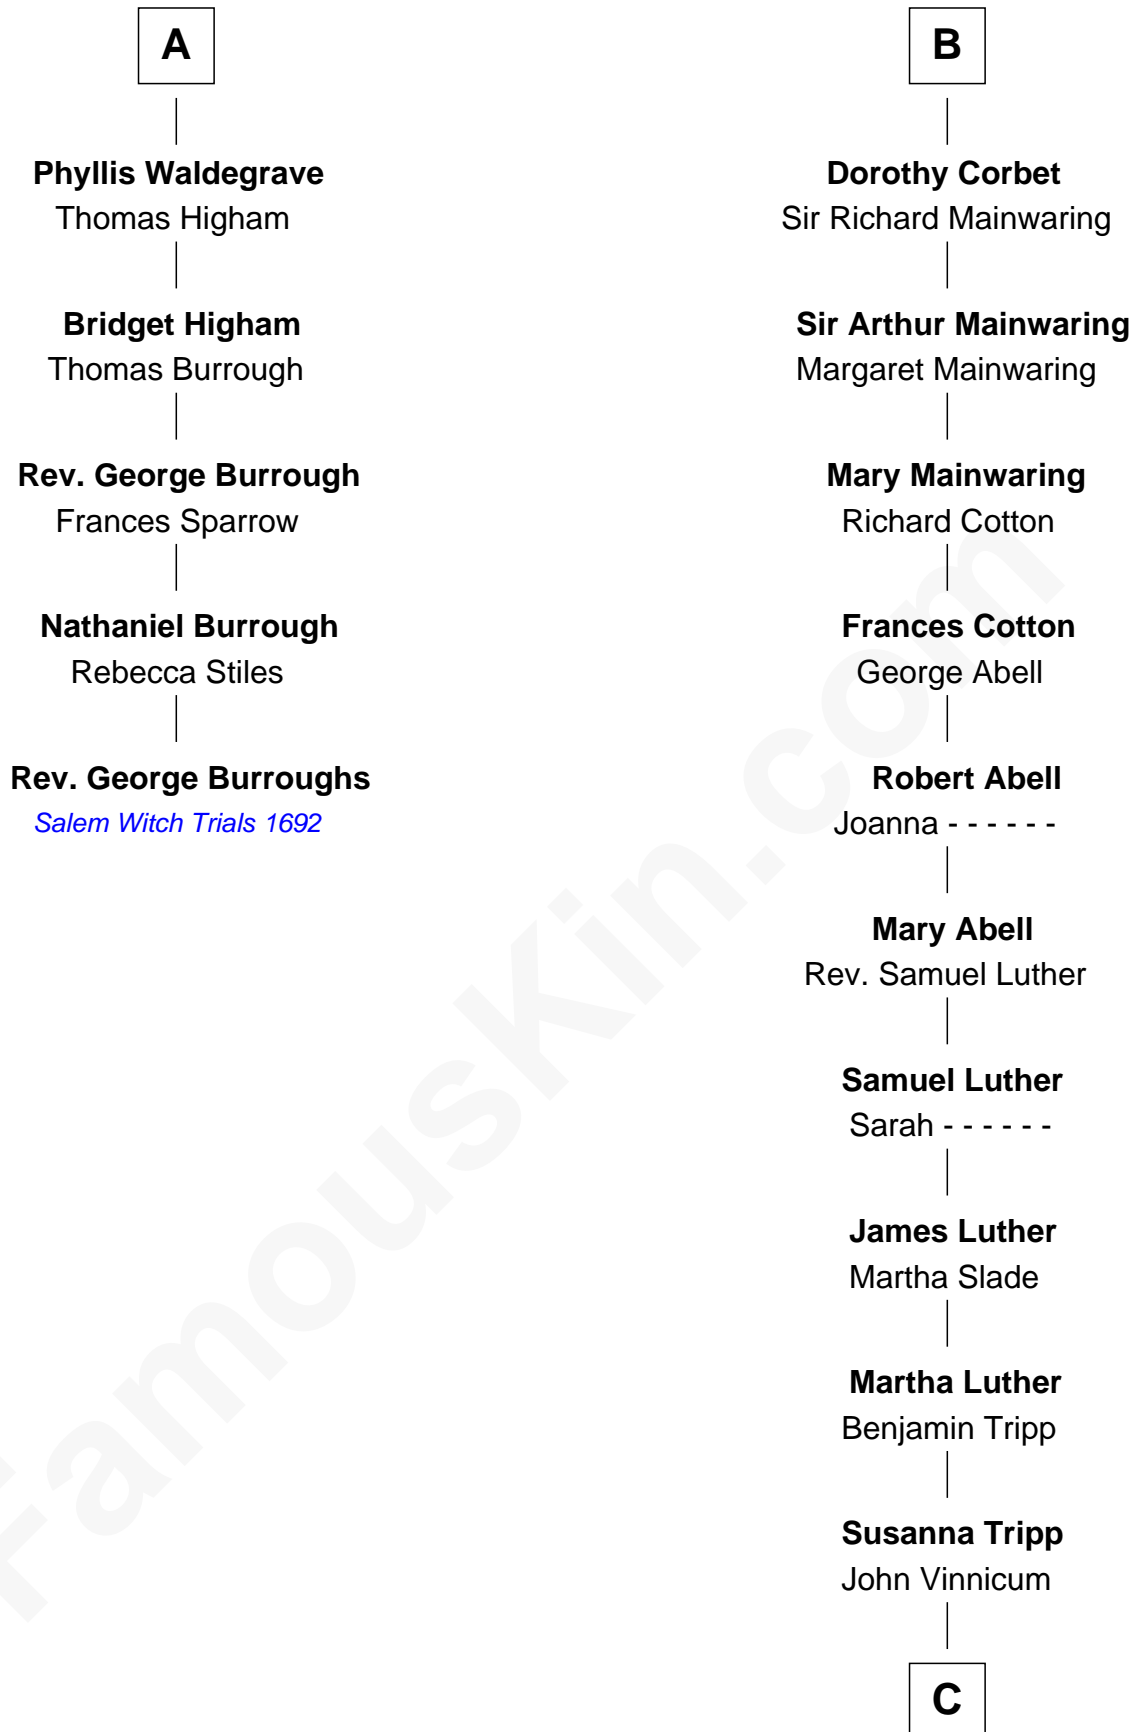 A
Phyllis Waldegrave
Thomas Higham
Bridget Higham
Thomas Burrough
Rev. George Burrough
Frances Sparrow
Nathaniel Burrough
Rebecca Stiles
Rev. George Burroughs
Salem Witch Trials 1692
B
Dorothy Corbet
Sir Richard Mainwaring
Sir Arthur Mainwaring
Margaret Mainwaring
Mary Mainwaring
Richard Cotton
Frances Cotton
George Abell
Robert Abell
Joanna - - - - - -
Mary Abell
Rev. Samuel Luther
Samuel Luther
Sarah - - - - - -
James Luther
Martha Slade
Martha Luther
Benjamin Tripp
Susanna Tripp
John Vinnicum
C
FamousKin.com